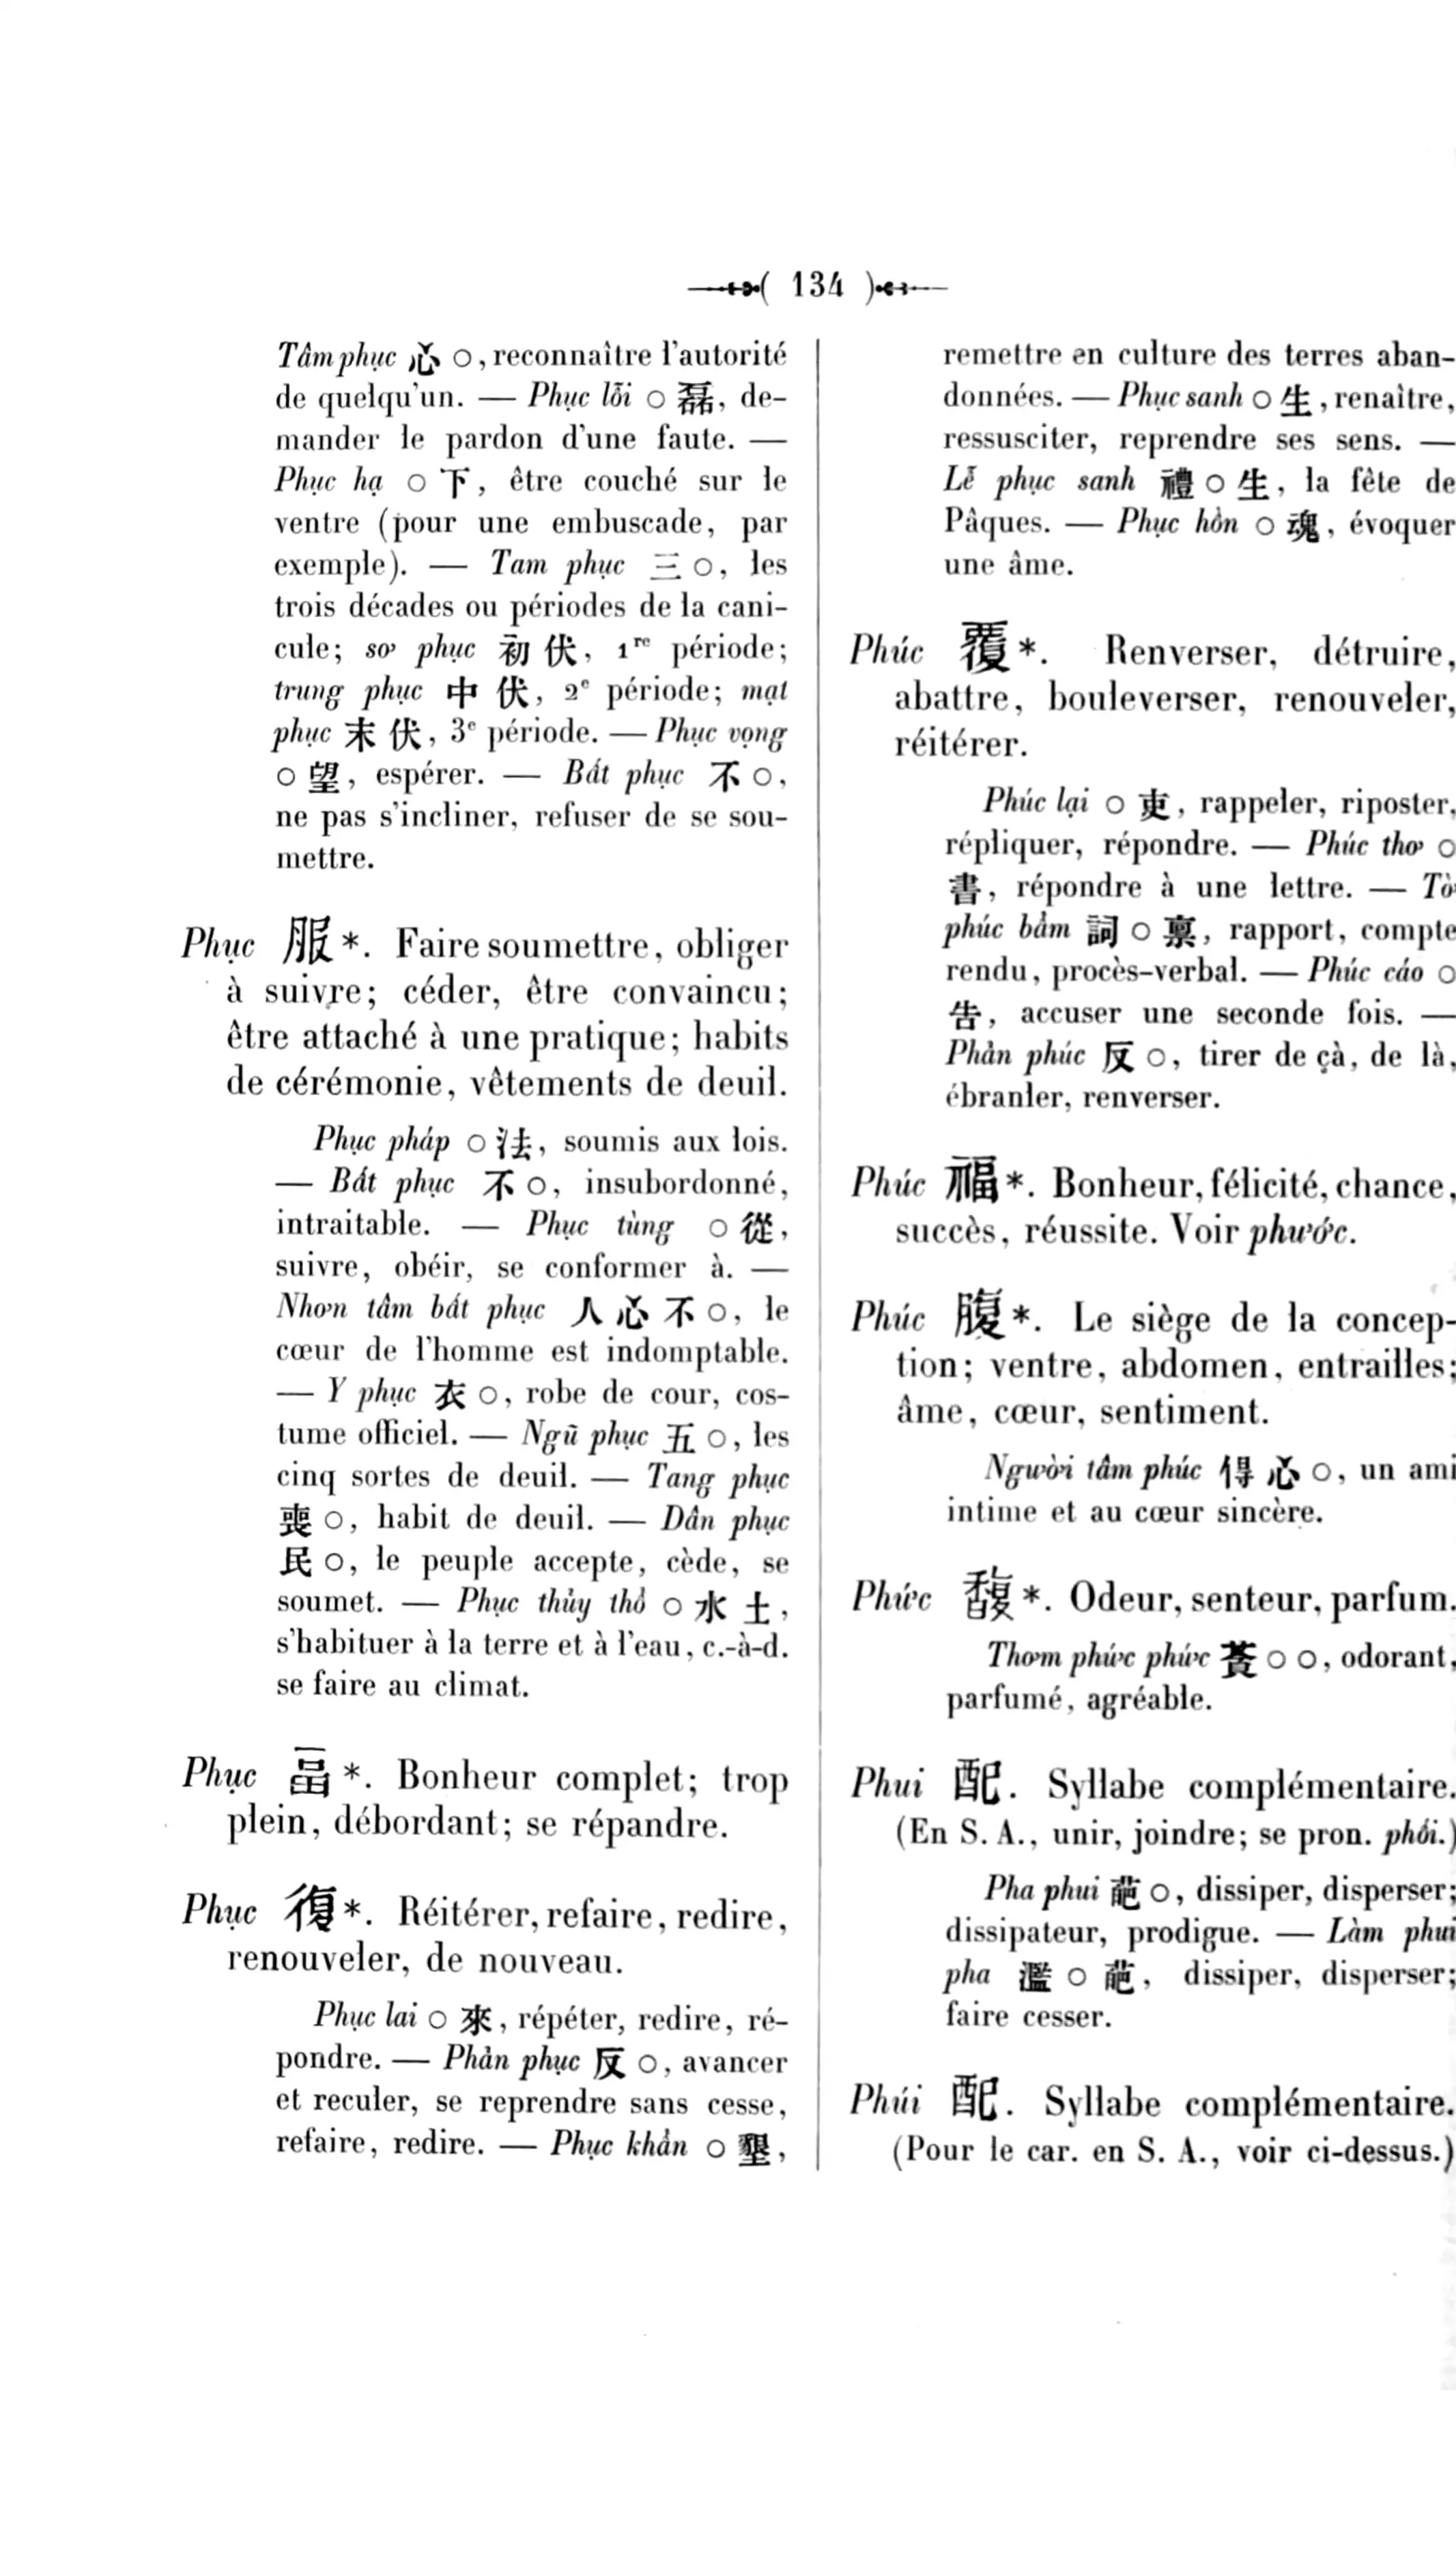 ( 134 )
Tâm phục 心 ○, reconnaître l'autorité
de quelqu'un. — Phục lỗi ○ 磊, de-
mander le pardon d'une faute. —
Phục hạ ○ 下, être couché sur le
ventre (pour une embuscade, par
exemple). — Tam phục 三 ○, les
trois décades ou périodes de la cani-
cule; sơ phục 初 伏, 1re période;
trung phục 中 伏, 2e période; mạt
phục 末 伏, 3e période. — Phục vọng
○ 望, espérer. — Bất phục 不 ○,
ne pas s'incliner, refuser de se sou-
mettre.
Phục 服 *. Faire soumettre, obliger
à suivre; céder, être convaincu;
être attaché à une pratique; habits
de cérémonie, vêtements de deuil.
Phục pháp ○ 法, soumis aux lois.
— Bất phục 不 ○, insubordonné,
intraitable. — Phục tùng ○ 從,
suivre, obéir, se conformer à. —
Nhơn tâm bất phục 人 心 不 ○, le
cœur de l'homme est indomptable.
— Y phục 衣 ○, robe de cour, cos-
tume officiel. — Ngũ phục 五 ○, les
cinq sortes de deuil. — Tang phục
喪 ○, habit de deuil. — Dân phục
民 ○, le peuple accepte, cède, se
soumet. — Phục thủy thổ ○ 水 土,
s'habituer à la terre et à l'eau, c.-à-d.
se faire au climat.
Phục 畐 *. Bonheur complet; trop
plein, débordant; se répandre.
Phục 復 *. Réitérer, refaire, redire,
renouveler, de nouveau.
Phục lai ○ 來, répéter, redire, ré-
pondre. — Phản phục 反 ○, avancer
et reculer, se reprendre sans cesse,
refaire, redire. — Phục khẩn ○ 墾,
remettre en culture des terres aban-
données. — Phục sanh ○ 生, renaître,
ressusciter, reprendre ses sens. —
Lễ phục sanh 禮 ○ 生, la fête de
Pâques. — Phục hồn ○ 魂, évoquer
une âme.
Phúc 覆 *. Renverser, détruire,
abattre, bouleverser, renouveler,
réitérer.
Phúc lại ○ 吏, rappeler, riposter,
répliquer, répondre. — Phúc thơ ○
書, répondre à une lettre. — Tờ
phúc bẩm 詞 ○ 稟, rapport, compte
rendu, procès-verbal. — Phúc cáo ○
告, accuser une seconde fois. —
Phản phúc 反 ○, tirer de çà, de là,
ébranler, renverser.
Phúc 福 *. Bonheur, félicité, chance,
succès, réussite. Voir phước.
Phúc 腹 *. Le siège de la concep-
tion; ventre, abdomen, entrailles;
âme, cœur, sentiment.
Người tâm phúc 得 心 ○, un ami
intime et au cœur sincère.
Phức 馥 *. Odeur, senteur, parfum.
Thơm phức phức ○ ○, odorant,
parfumé, agréable.
Phui 配. Syllabe complémentaire.
(En S. A., unir, joindre; se pron. phối.)
Pha phui 葩 ○, dissiper, disperser;
dissipateur, prodigue. — Làm phui
pha 濫 ○ 葩, dissiper, disperser;
faire cesser.
Phúi 配. Syllabe complémentaire.
(Pour le car. en S. A., voir ci-dessus.)